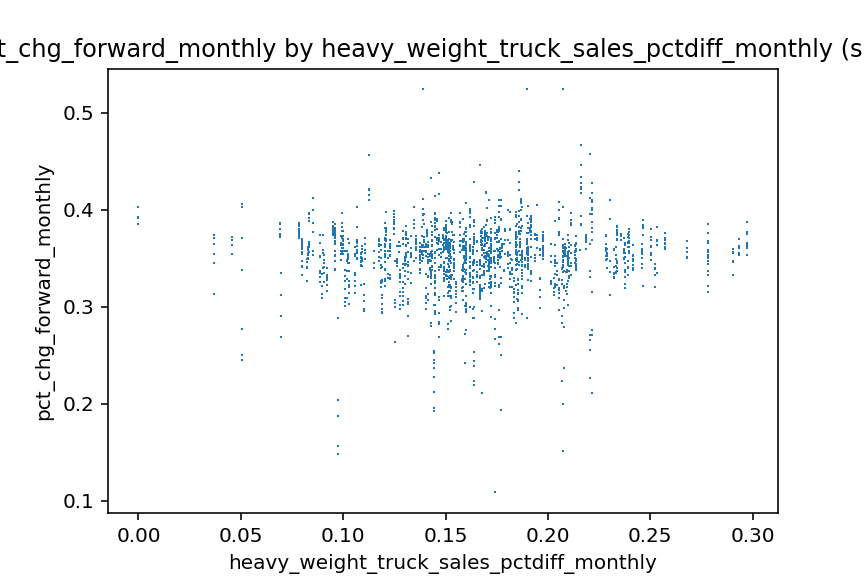 t_chg_forward_monthly by heavy_weight_truck_sales_pctdiff_monthly (s
pct_chg_forward_monthly
0.5
0.4
0.3
0.2
0.1
0.00 0.05 0.10 0.15 0.20 0.25 0.30
heavy_weight_truck_sales_pctdiff_monthly